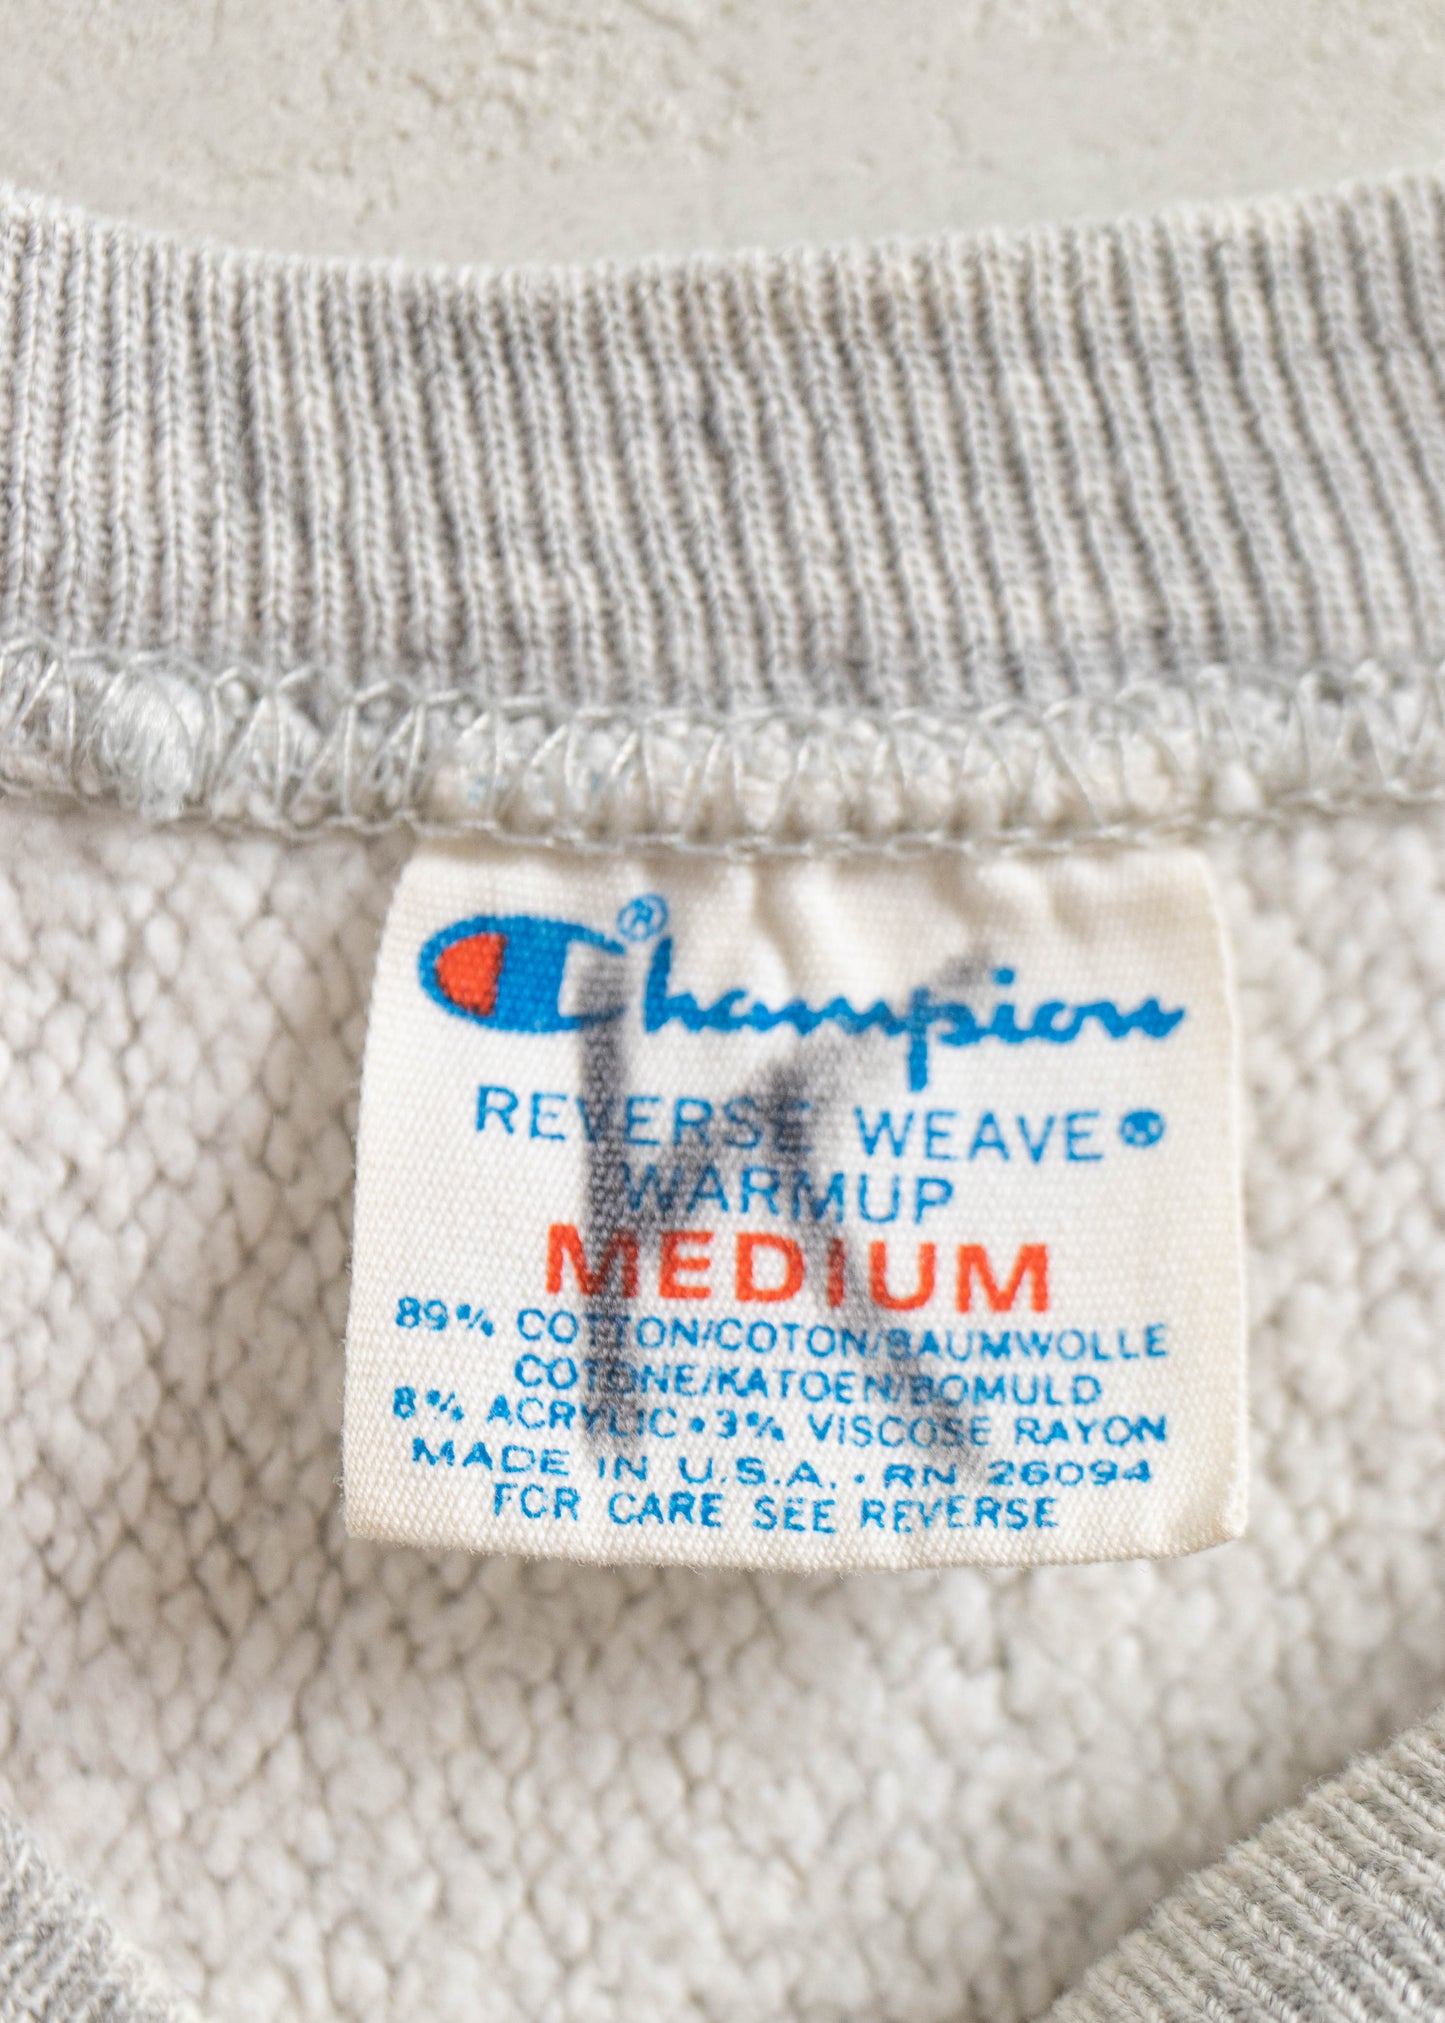 Champion®
REVERSE WEAVE®
WARMUP
MEDIUM
89% COTTON/COTON/BAUMWOLLE
COTONE/KATOEN/BOMULD
8% ACRYLIC • 3% VISCOSE RAYON
MADE IN U.S.A. • RN 26094
FOR CARE SEE REVERSE
K